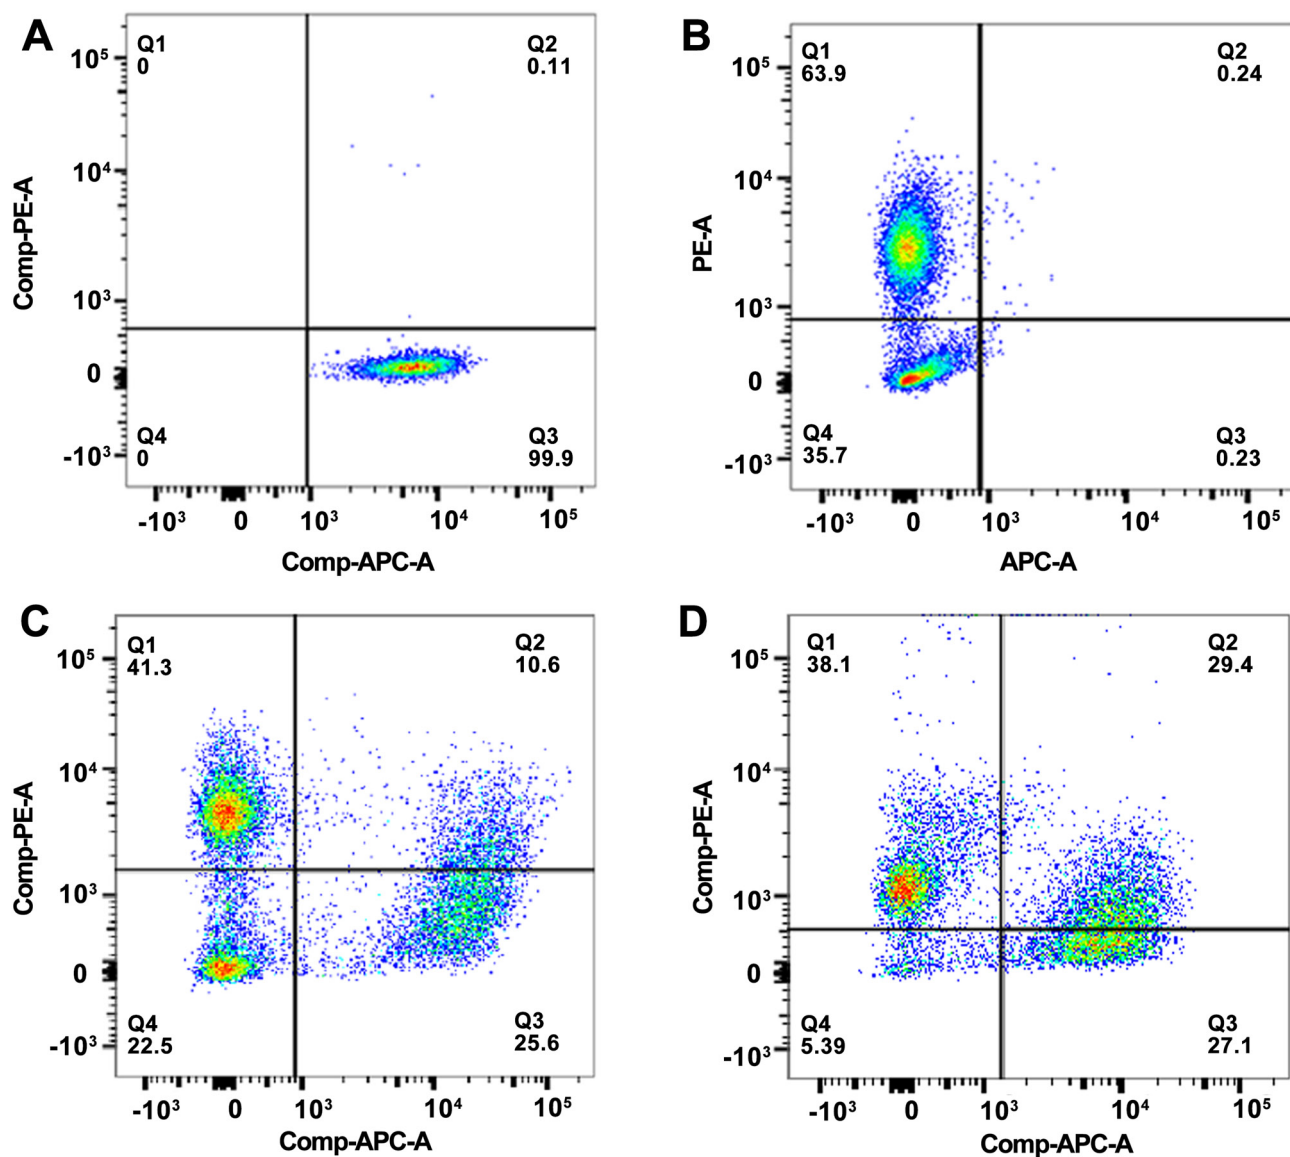 A
Q1
0
Q2
0.11
Q4
0
Q3
99.9
Comp-PE-A
10⁵
10⁴
10³
0
-10³
-10³
0
10³
10⁴
10⁵
Comp-APC-A
B
Q1
63.9
Q2
0.24
Q4
35.7
Q3
0.23
PE-A
10⁵
10⁴
10³
0
-10³
-10³
0
10³
10⁴
10⁵
APC-A
C
Q1
41.3
Q2
10.6
Q4
22.5
Q3
25.6
Comp-PE-A
10⁵
10⁴
10³
0
-10³
-10³
0
10³
10⁴
10⁵
Comp-APC-A
D
Q1
38.1
Q2
29.4
Q4
5.39
Q3
27.1
Comp-PE-A
10⁵
10⁴
10³
0
-10³
-10³
0
10³
10⁴
10⁵
Comp-APC-A